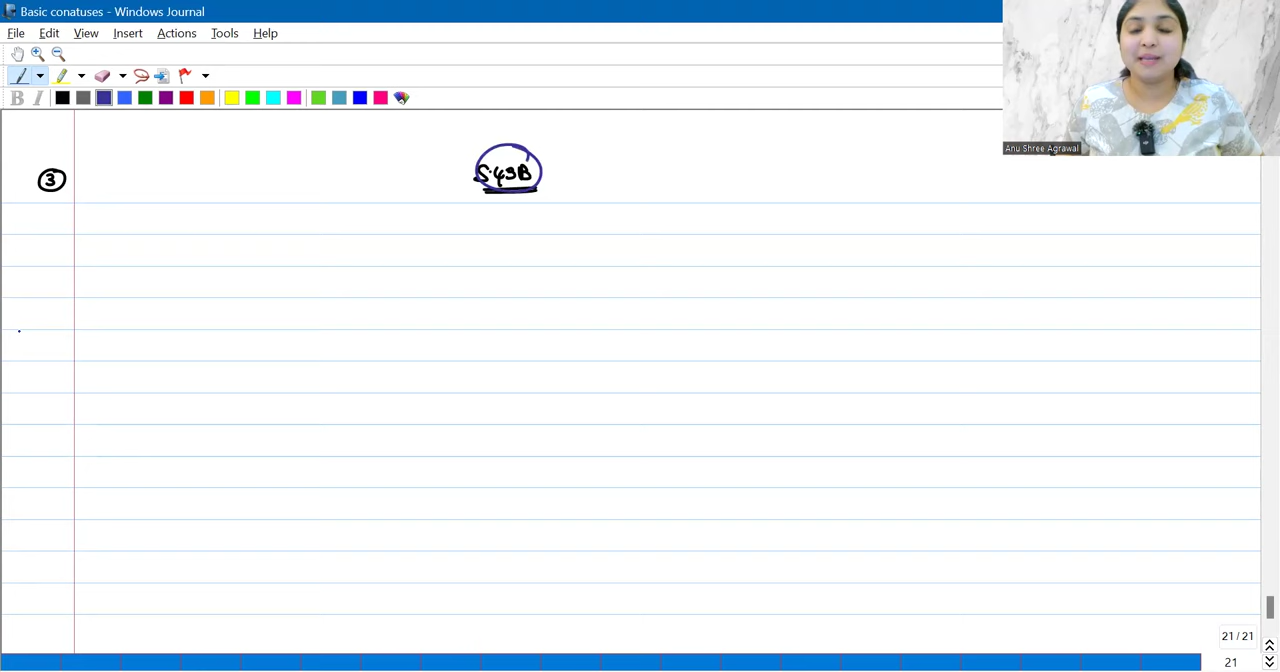 Basic conatuses - Windows Journal
File Edit View Insert Actions Tools Help
B I
Anu Shree Agrawal
3
S.43B
21 / 21
21